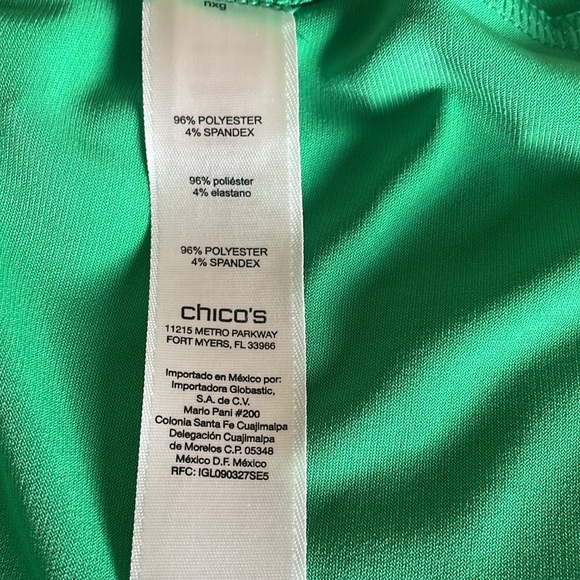 nxg
96% POLYESTER
4% SPANDEX
96% poliéster
4% elastano
96% POLYESTER
4% SPANDEX
chico's
11215 METRO PARKWAY
FORT MYERS, FL 33966
Importado en México por:
Importadora Globastic,
S.A. de C.V.
Mario Pani #200
Colonia Santa Fe Cuajimalpa
Delegación Cuajimalpa
de Morelos C.P. 05348
México D.F. México
RFC: IGL090327SE5